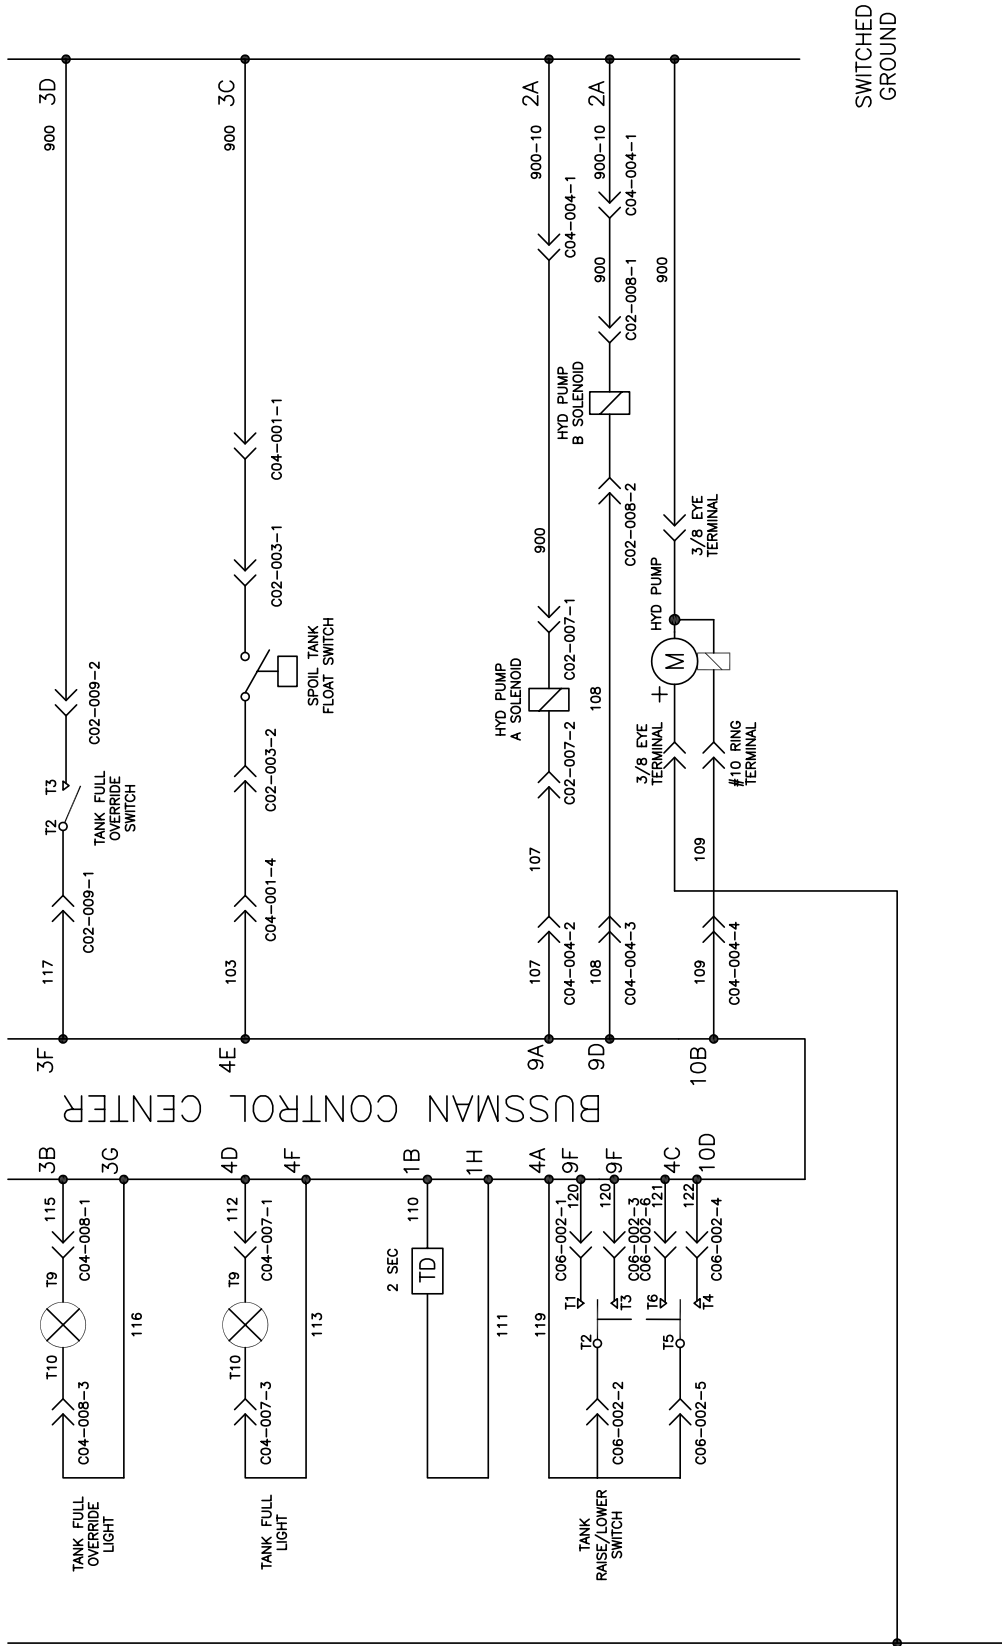 SWITCHED
GROUND
3D
900
C02-009-2
T3
T2
TANK FULL
OVERRIDE
SWITCH
C02-009-1
117
3F
3C
900
C04-001-1
C02-003-1
SPOIL TANK
FLOAT SWITCH
C02-003-2
C04-001-4
103
4E
2A
900-10
C04-004-1
900
C02-007-1
HYD PUMP
A SOLENOID
C02-007-2
107
107
C04-004-2
9A
2A
900-10
C04-004-1
900
C02-008-1
HYD PUMP
B SOLENOID
C02-008-2
108
108
C04-004-3
9D
900
3/8 EYE
TERMINAL
HYD PUMP
M
+
3/8 EYE
TERMINAL
#10 RING
TERMINAL
109
109
C04-004-4
10B
BUSSMAN CONTROL CENTER
3B
3G
115
C04-008-1
T9
T10
116
C04-008-3
TANK FULL
OVERRIDE
LIGHT
4D
4F
112
C04-007-1
T9
T10
113
C04-007-3
TANK FULL
LIGHT
1B
1H
110
2 SEC
TD
111
4A
9F
9F
4C
10D
120
120
121
122
C06-002-1
C06-002-3
C06-002-6
C06-002-4
119
T1
T3
T6
T4
T2
T5
C06-002-2
C06-002-5
TANK
RAISE/LOWER
SWITCH